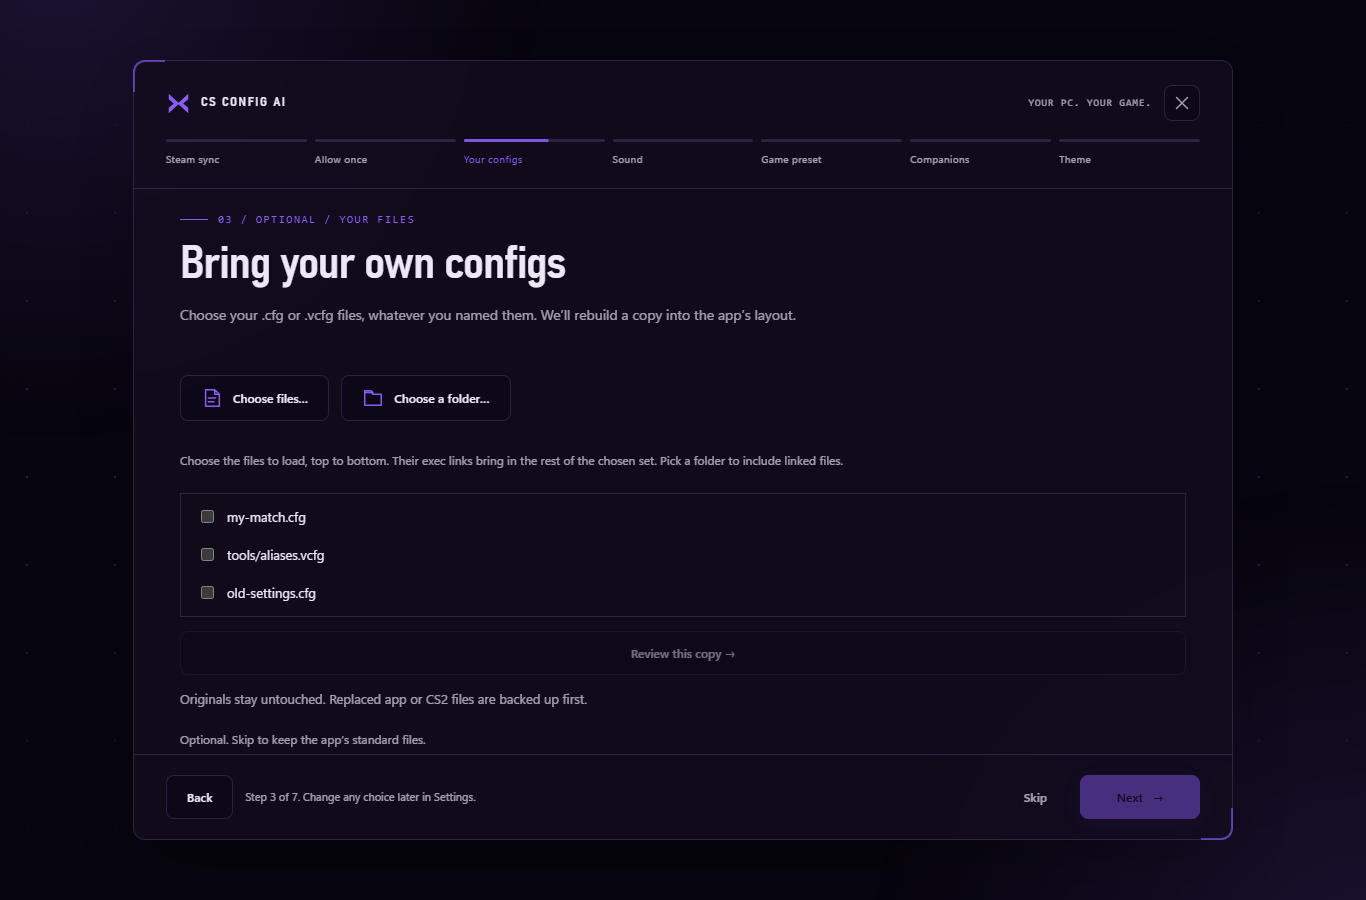 CS CONFIG AI
YOUR PC. YOUR GAME.
Steam sync
Allow once
Your configs
Sound
Game preset
Companions
Theme
03 / OPTIONAL / YOUR FILES
Bring your own configs
Choose your .cfg or .vcfg files, whatever you named them. We'll rebuild a copy into the app's layout.
Choose files...
Choose a folder...
Choose the files to load, top to bottom. Their exec links bring in the rest of the chosen set. Pick a folder to include linked files.
my-match.cfg
tools/aliases.vcfg
old-settings.cfg
Review this copy →
Originals stay untouched. Replaced app or CS2 files are backed up first.
Optional. Skip to keep the app's standard files.
Back
Step 3 of 7. Change any choice later in Settings.
Skip
Next →